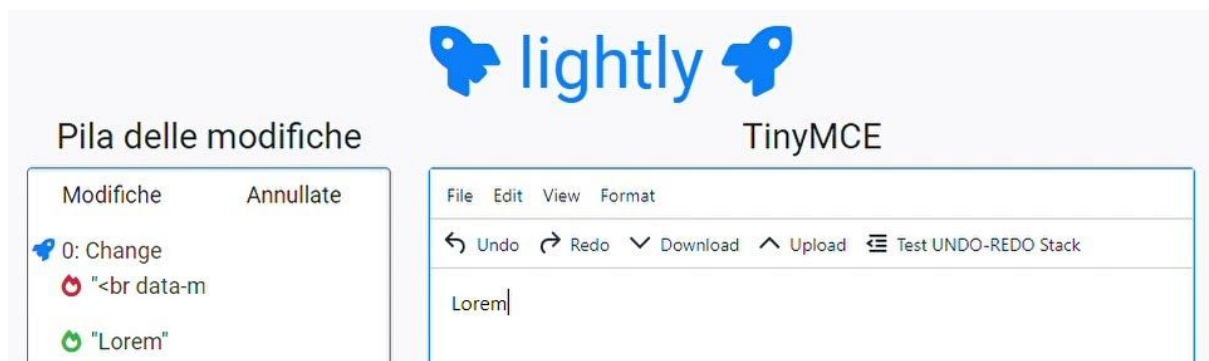 lightly
Pila delle modifiche
TinyMCE
Modifiche Annullate
0: Change
"<br data-m
"Lorem"
File Edit View Format
Undo Redo Download Upload Test UNDO-REDO Stack
Lorem